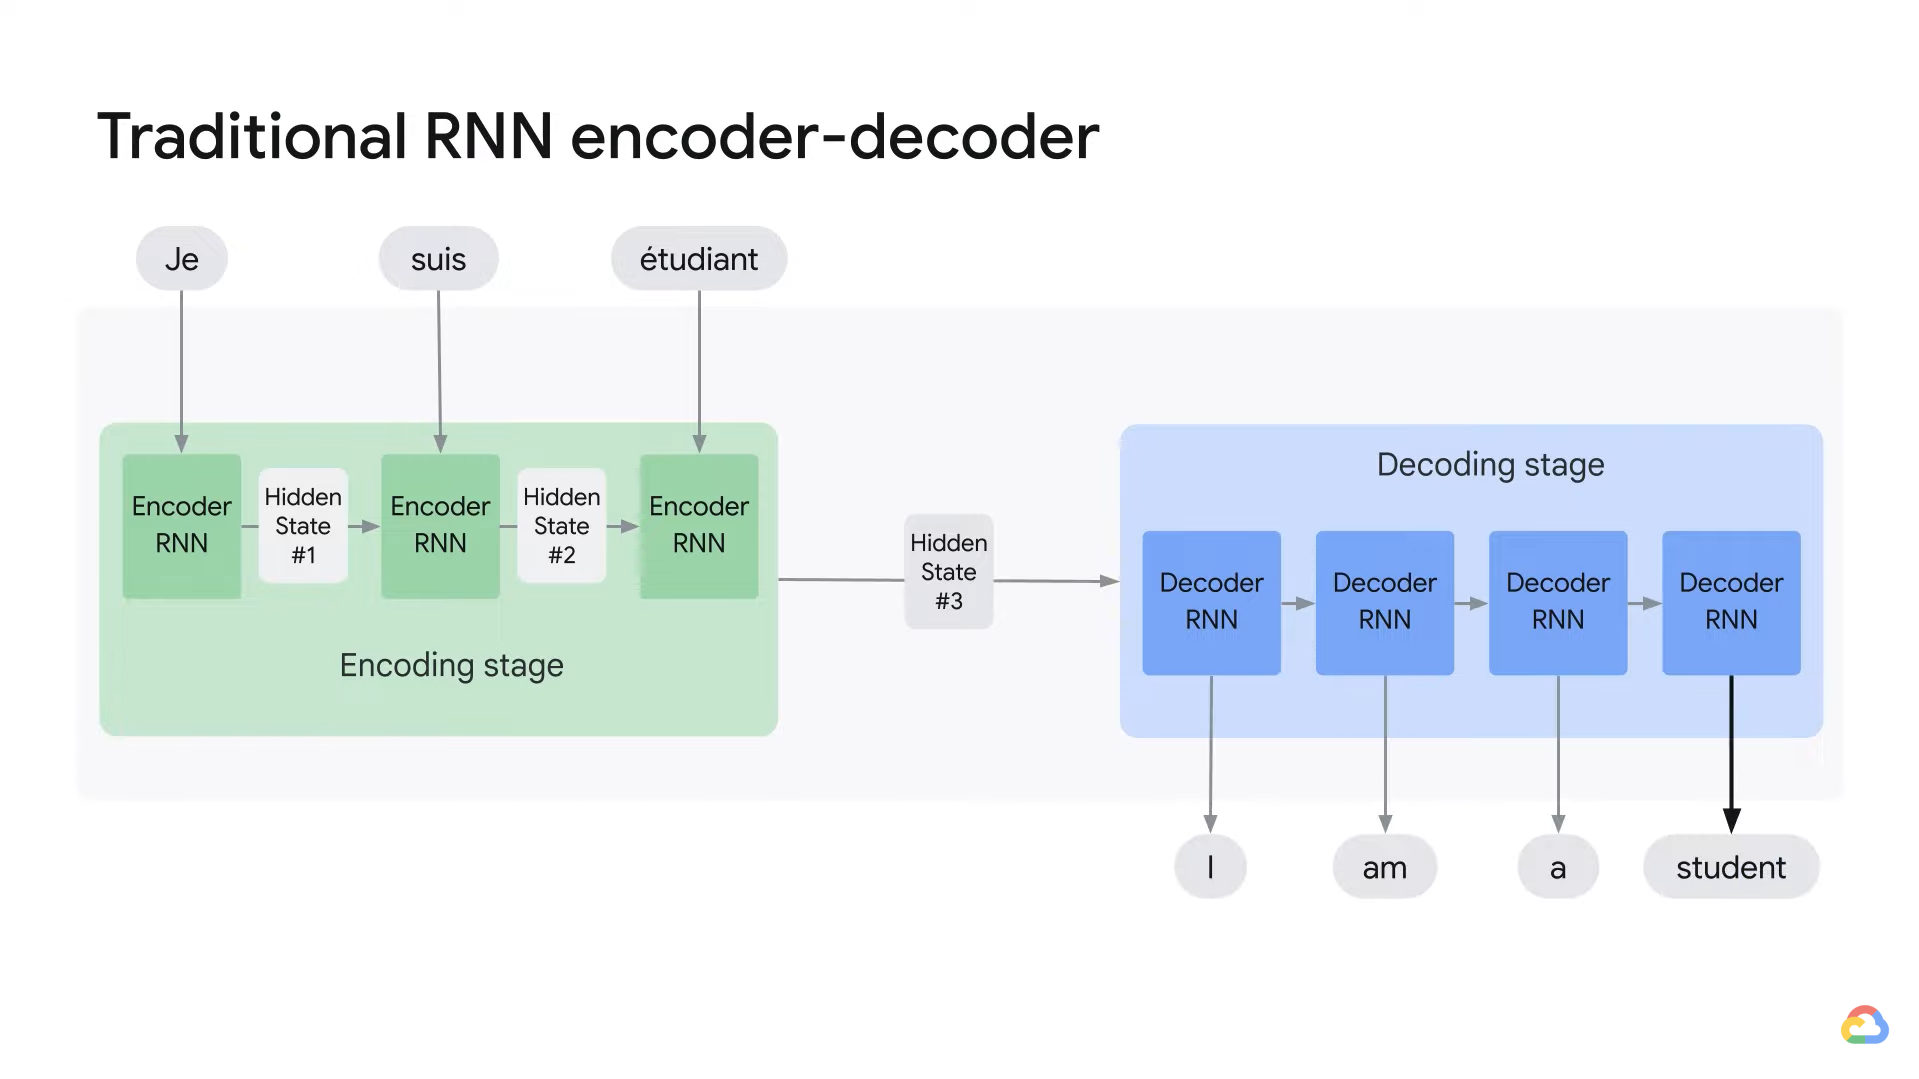 Traditional RNN encoder-decoder
Je
suis
étudiant
Encoder
RNN
Hidden
State
#1
Encoder
RNN
Hidden
State
#2
Encoder
RNN
Encoding stage
Hidden
State
#3
Decoding stage
Decoder
RNN
Decoder
RNN
Decoder
RNN
Decoder
RNN
I
am
a
student